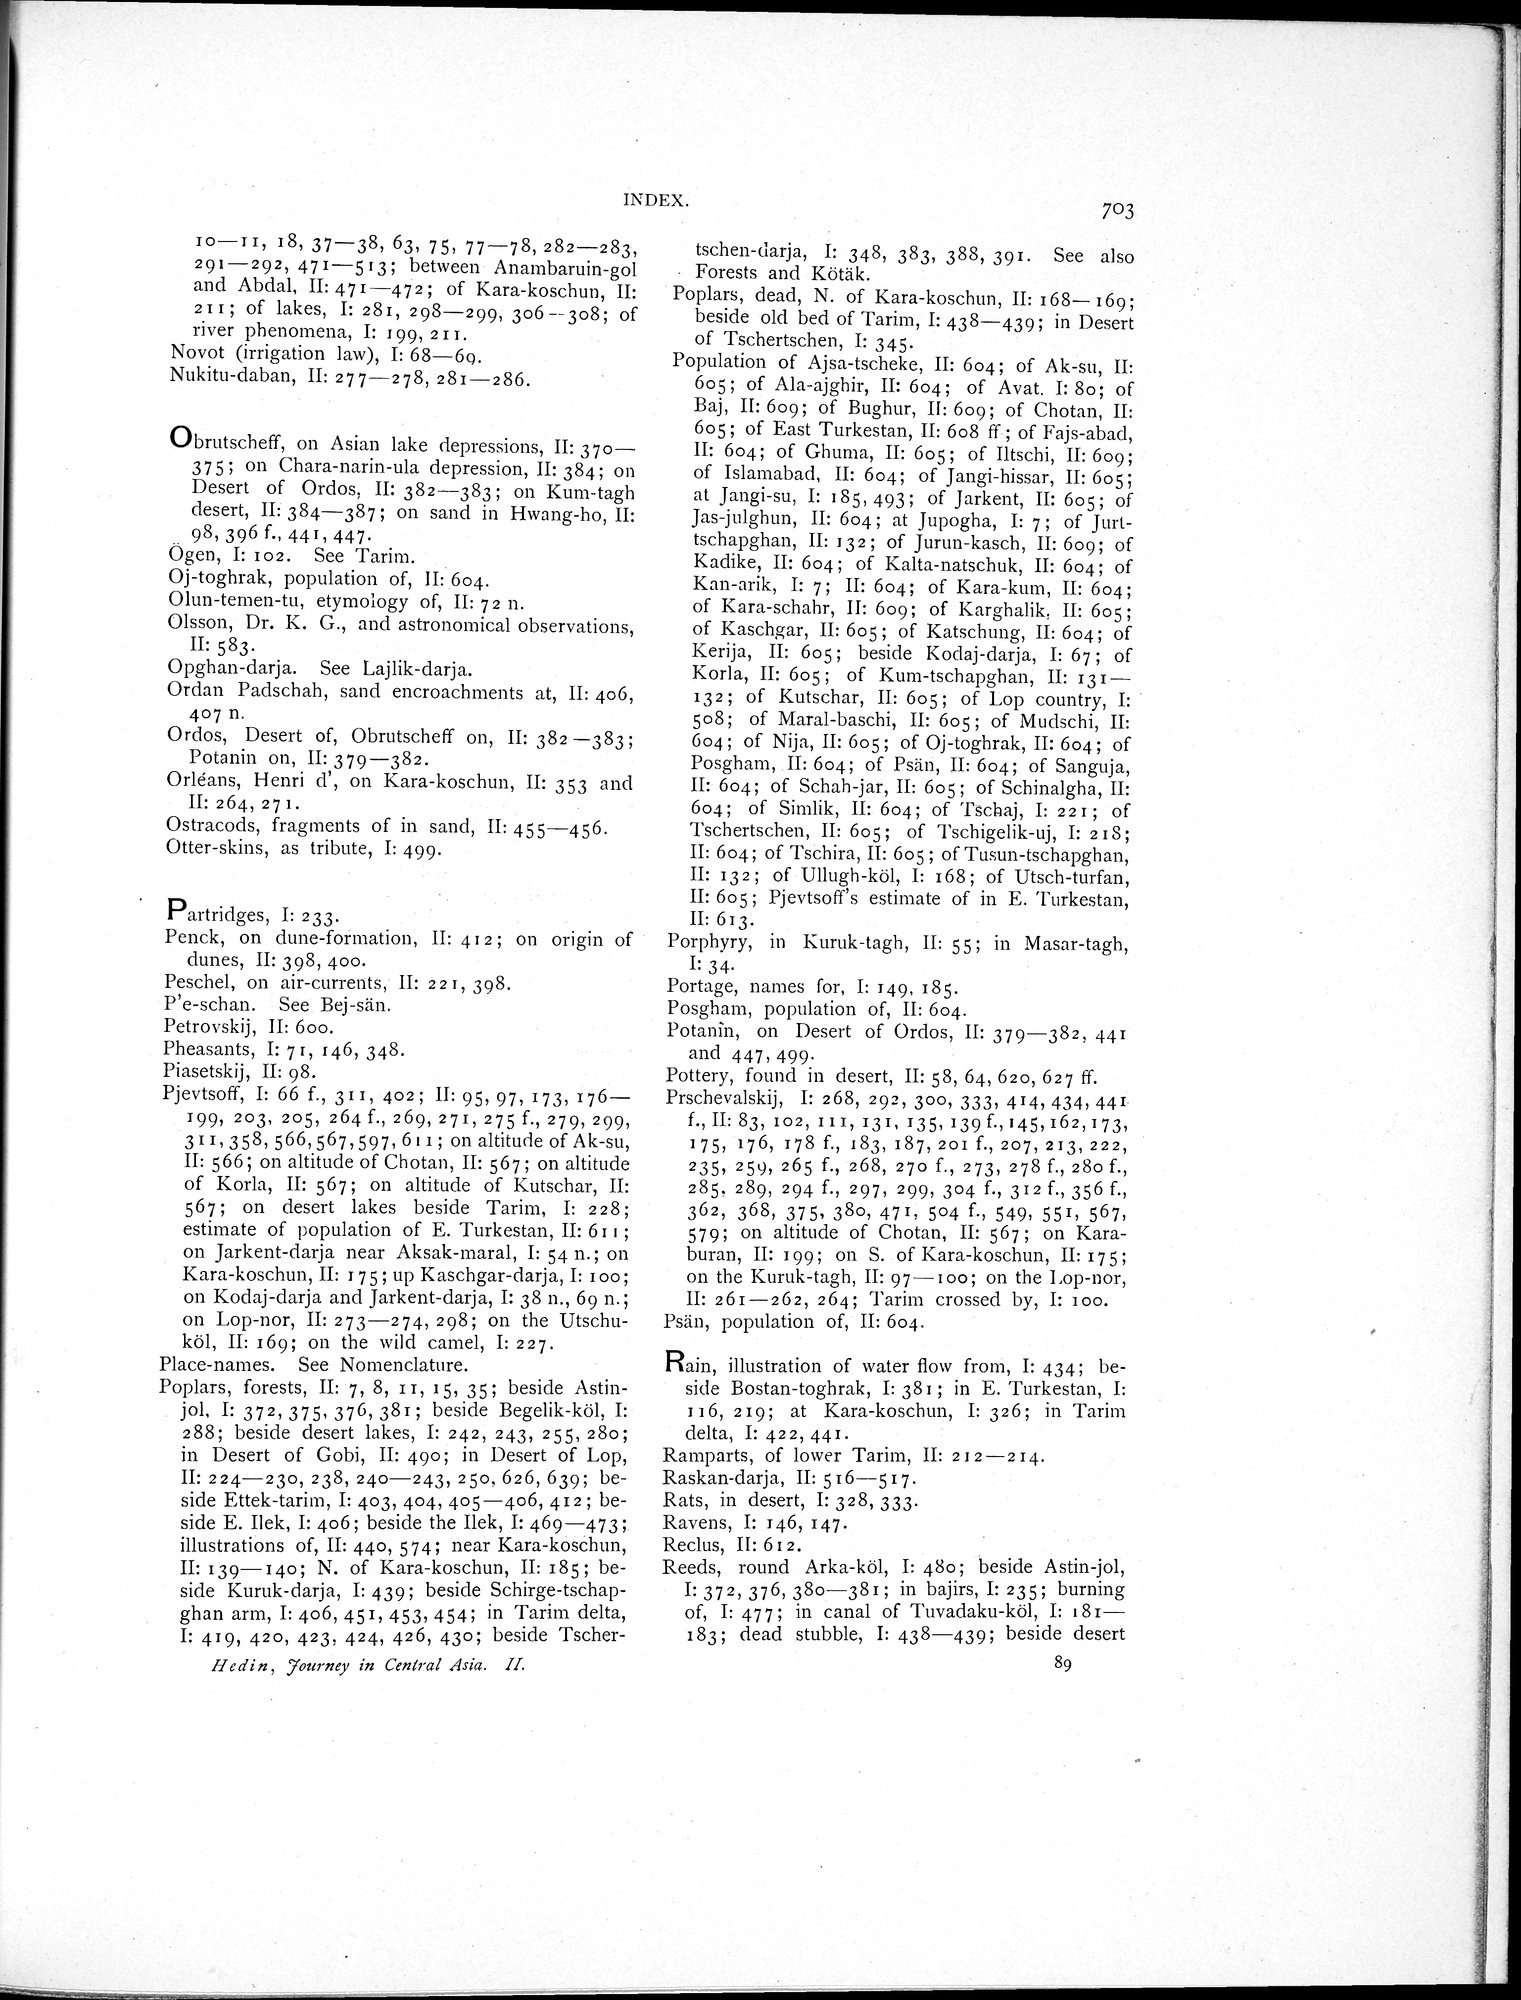 INDEX.
703
10—11, 18, 37—38, 63, 75, 77—78, 282—283,
291—292, 471—513; between Anambaruin-gol
and Abdal, II: 471—472; of Kara-koschun, II:
211; of lakes, I: 281, 298—299, 306—308; of
river phenomena, I: 199, 211.
Novot (irrigation law), I: 68—69.
Nukitu-daban, II: 277—278, 281—286.
Obrutscheff, on Asian lake depressions, II: 370—
375; on Chara-narin-ula depression, II: 384; on
Desert of Ordos, II: 382—383; on Kum-tagh
desert, II: 384—387; on sand in Hwang-ho, II:
98, 396 f., 441, 447.
Ögen, I: 102. See Tarim.
Oj-toghrak, population of, II: 604.
Olun-temen-tu, etymology of, II: 72 n.
Olsson, Dr. K. G., and astronomical observations,
II: 583.
Opghan-darja. See Lajlik-darja.
Ordan Padschah, sand encroachments at, II: 406,
407 n.
Ordos, Desert of, Obrutscheff on, II: 382—383;
Potanin on, II: 379—382.
Orléans, Henri d', on Kara-koschun, II: 353 and
II: 264, 271.
Ostracods, fragments of in sand, II: 455—456.
Otter-skins, as tribute, I: 499.
Partridges, I: 233.
Penck, on dune-formation, II: 412; on origin of
dunes, II: 398, 400.
Peschel, on air-currents, II: 221, 398.
P'e-schan. See Bej-sän.
Petrovskij, II: 600.
Pheasants, I: 71, 146, 348.
Piasetskij, II: 98.
Pjevtsoff, I: 66 f., 311, 402; II: 95, 97, 173, 176—
199, 203, 205, 264 f., 269, 271, 275 f., 279, 299,
311, 358, 566, 567, 597, 611; on altitude of Ak-su,
II: 566; on altitude of Chotan, II: 567; on altitude
of Korla, II: 567; on altitude of Kutschar, II:
567; on desert lakes beside Tarim, I: 228;
estimate of population of E. Turkestan, II: 611;
on Jarkent-darja near Aksak-maral, I: 54 n.; on
Kara-koschun, II: 175; up Kaschgar-darja, I: 100;
on Kodaj-darja and Jarkent-darja, I: 38 n., 69 n.;
on Lop-nor, II: 273—274, 298; on the Utschu-
köl, II: 169; on the wild camel, I: 227.
Place-names. See Nomenclature.
Poplars, forests, II: 7, 8, 11, 15, 35; beside Astin-
jol, I: 372, 375, 376, 381; beside Begelik-köl, I:
288; beside desert lakes, I: 242, 243, 255, 280;
in Desert of Gobi, II: 490; in Desert of Lop,
II: 224—230, 238, 240—243, 250, 626, 639; be-
side Ettek-tarim, I: 403, 404, 405—406, 412; be-
side E. Ilek, I: 406; beside the Ilek, I: 469—473;
illustrations of, II: 440, 574; near Kara-koschun,
II: 139—140; N. of Kara-koschun, II: 185; be-
side Kuruk-darja, I: 439; beside Schirge-tschap-
ghan arm, I: 406, 451, 453, 454; in Tarim delta,
I: 419, 420, 423, 424, 426, 430; beside Tscher-
tschen-darja, I: 348, 383, 388, 391. See also
Forests and Kötäk.
Poplars, dead, N. of Kara-koschun, II: 168—169;
beside old bed of Tarim, I: 438—439; in Desert
of Tschertschen, I: 345.
Population of Ajsa-tscheke, II: 604; of Ak-su, II:
605; of Ala-ajghir, II: 604; of Avat. I: 80; of
Baj, II: 609; of Bughur, II: 609; of Chotan, II:
605; of East Turkestan, II: 608 ff; of Fajs-abad,
II: 604; of Ghuma, II: 605; of Iltschi, II: 609;
of Islamabad, II: 604; of Jangi-hissar, II: 605;
at Jangi-su, I: 185, 493; of Jarkent, II: 605; of
Jas-julghun, II: 604; at Jupogha, I: 7; of Jurt-
tschapghan, II: 132; of Jurun-kasch, II: 609; of
Kadike, II: 604; of Kalta-natschuk, II: 604; of
Kan-arik, I: 7; II: 604; of Kara-kum, II: 604;
of Kara-schahr, II: 609; of Karghalik, II: 605;
of Kaschgar, II: 605; of Katschung, II: 604; of
Kerija, II: 605; beside Kodaj-darja, I: 67; of
Korla, II: 605; of Kum-tschapghan, II: 131—
132; of Kutschar, II: 605; of Lop country, I:
508; of Maral-baschi, II: 605; of Mudschi, II:
604; of Nija, II: 605; of Oj-toghrak, II: 604; of
Posgham, II: 604; of Psän, II: 604; of Sanguja,
II: 604; of Schah-jar, II: 605; of Schinalgha, II:
604; of Simlik, II: 604; of Tschaj, I: 221; of
Tschertschen, II: 605; of Tschigelik-uj, I: 218;
II: 604; of Tschira, II: 605; of Tusun-tschapghan,
II: 132; of Ullugh-köl, I: 168; of Utsch-turfan,
II: 605; Pjevtsoff's estimate of in E. Turkestan,
II: 613.
Porphyry, in Kuruk-tagh, II: 55; in Masar-tagh,
I: 34.
Portage, names for, I: 149, 185.
Posgham, population of, II: 604.
Potanin, on Desert of Ordos, II: 379—382, 441
and 447, 499.
Pottery, found in desert, II: 58, 64, 620, 627 ff.
Prschevalskij, I: 268, 292, 300, 333, 414, 434, 441
f., II: 83, 102, 111, 131, 135, 139 f., 145, 162, 173,
175, 176, 178 f., 183, 187, 201 f., 207, 213, 222,
235, 259, 265 f., 268, 270 f., 273, 278 f., 280 f.,
285, 289, 294 f., 297, 299, 304 f., 312 f., 356 f.,
362, 368, 375, 380, 471, 504 f., 549, 551, 567,
579; on altitude of Chotan, II: 567; on Kara-
buran, II: 199; on S. of Kara-koschun, II: 175;
on the Kuruk-tagh, II: 97—100; on the Lop-nor,
II: 261—262, 264; Tarim crossed by, I: 100.
Psän, population of, II: 604.
Rain, illustration of water flow from, I: 434; be-
side Bostan-toghrak, I: 381; in E. Turkestan, I:
116, 219; at Kara-koschun, I: 326; in Tarim
delta, I: 422, 441.
Ramparts, of lower Tarim, II: 212—214.
Raskan-darja, II: 516—517.
Rats, in desert, I: 328, 333.
Ravens, I: 146, 147.
Reclus, II: 612.
Reeds, round Arka-köl, I: 480; beside Astin-jol,
I: 372, 376, 380—381; in bajirs, I: 235; burning
of, I: 477; in canal of Tuvadaku-köl, I: 181—
183; dead stubble, I: 438—439; beside desert
Hedin, Journey in Central Asia. II.
89